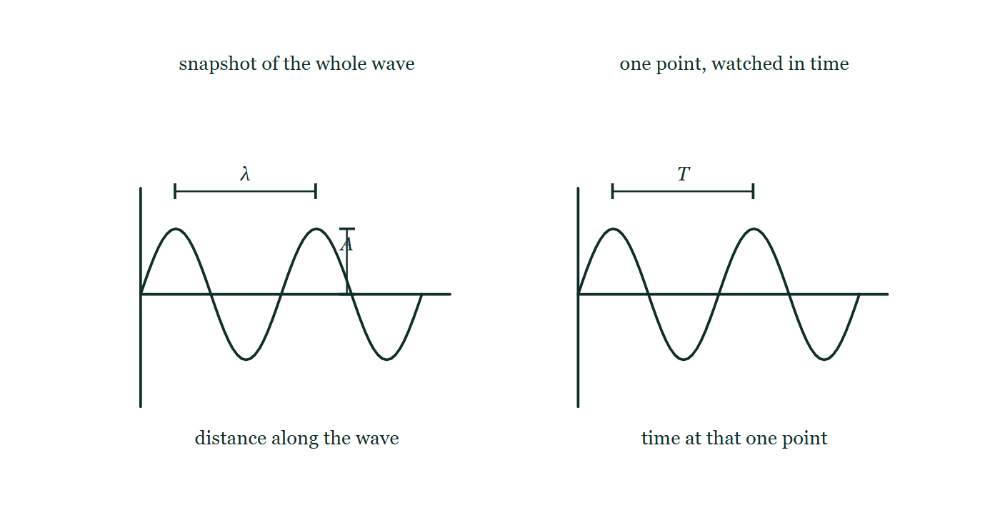 snapshot of the whole wave
one point, watched in time
λ
T
A
distance along the wave
time at that one point